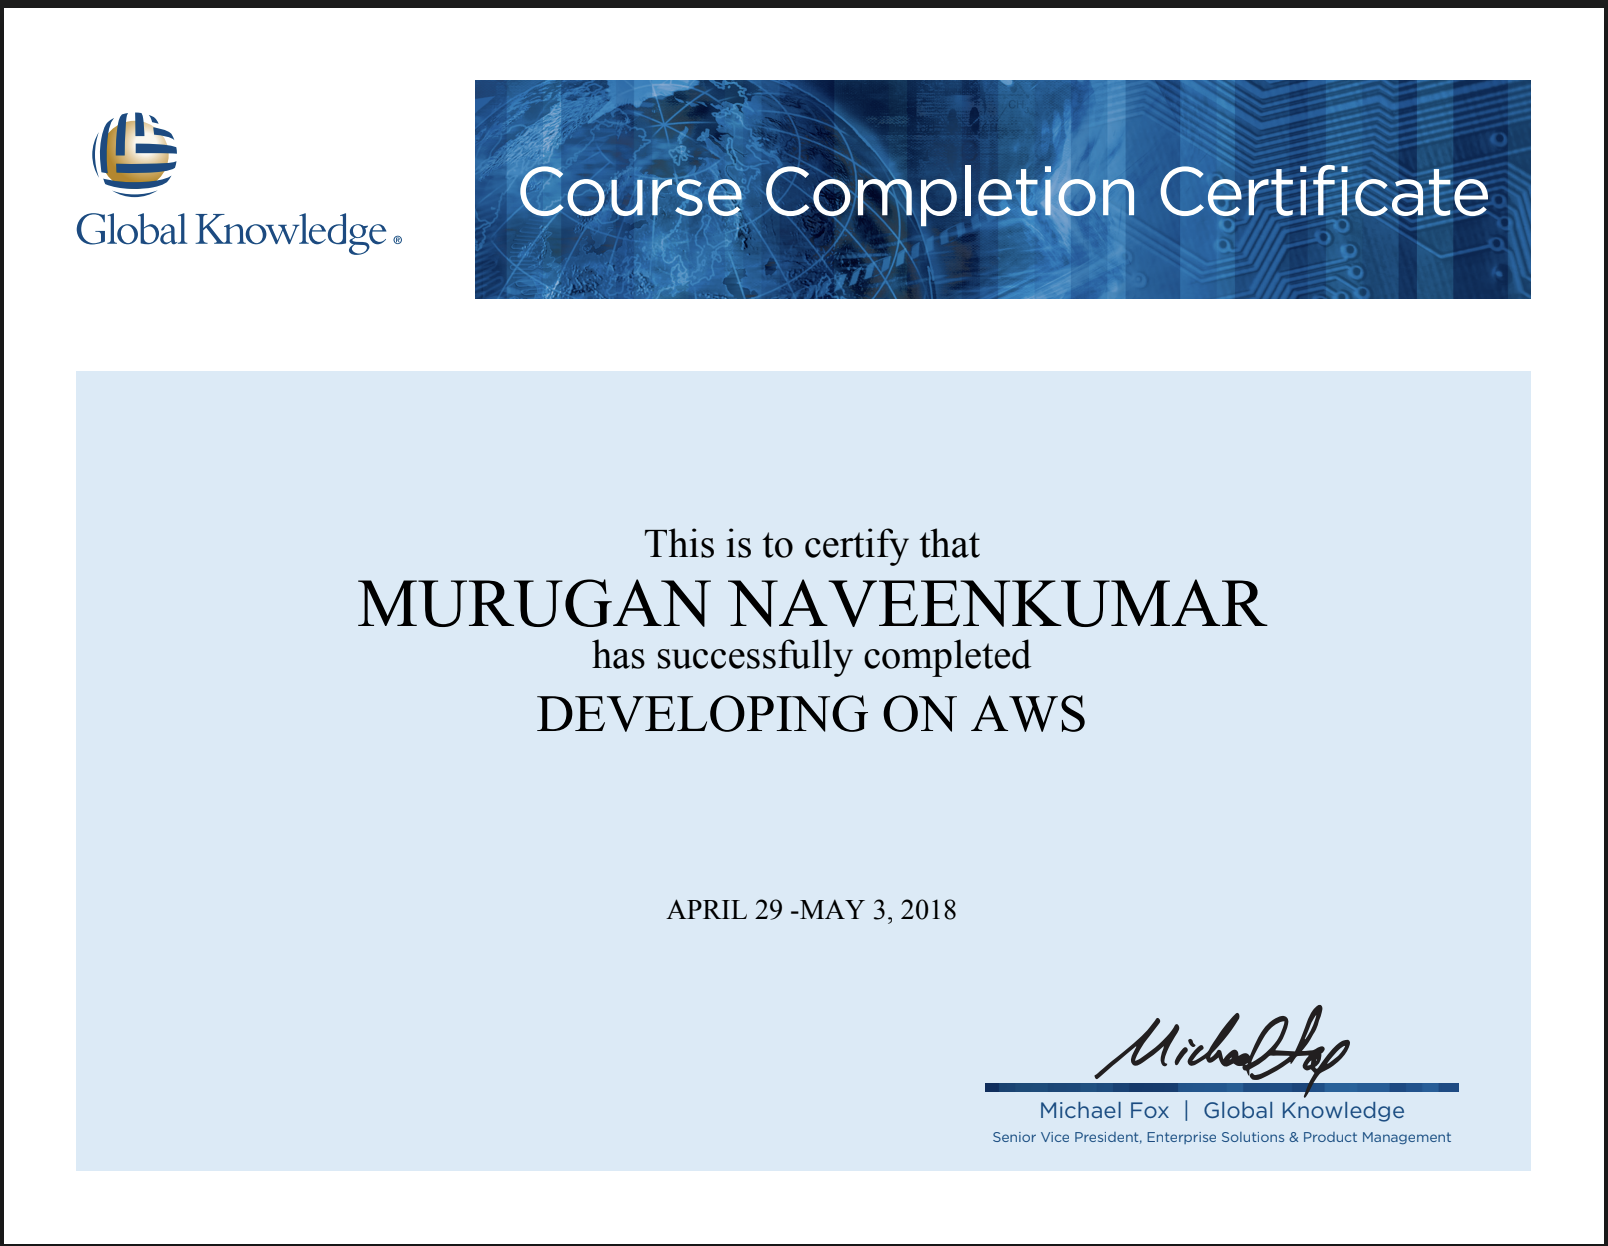 Global Knowledge ®
Course Completion Certificate
This is to certify that
MURUGAN NAVEENKUMAR
has successfully completed
DEVELOPING ON AWS
APRIL 29 -MAY 3, 2018
Michael Fox
Michael Fox | Global Knowledge
Senior Vice President, Enterprise Solutions & Product Management